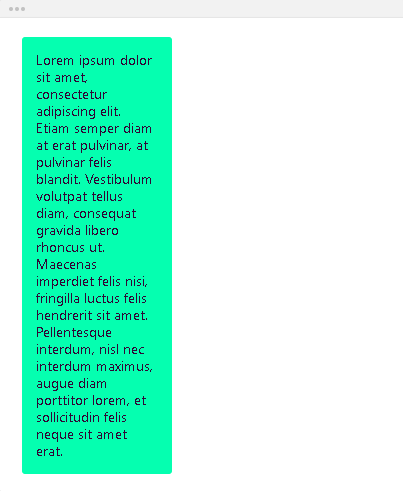 Lorem ipsum dolor
sit amet,
consectetur
adipiscing elit.
Etiam semper diam
at erat pulvinar, at
pulvinar felis
blandit. Vestibulum
volutpat tellus
diam, consequat
gravida libero
rhoncus ut.
Maecenas
imperdiet felis nisi,
fringilla luctus felis
hendrerit sit amet.
Pellentesque
interdum, nisl nec
interdum maximus,
augue diam
porttitor lorem, et
sollicitudin felis
neque sit amet
erat.